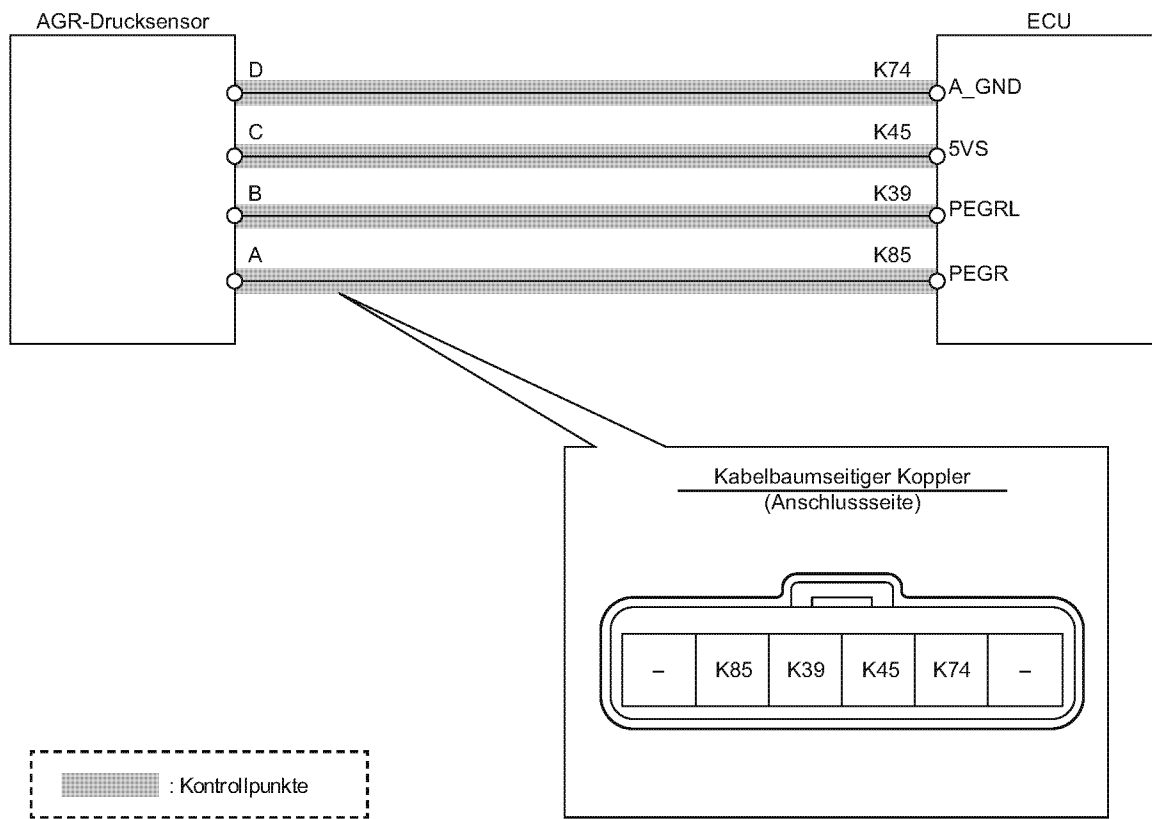 AGR-Drucksensor
ECU
D
K74
A_GND
C
K45
5VS
B
K39
PEGRL
A
K85
PEGR
Kabelbaumseitiger Koppler
(Anschlussseite)
– K85 K39 K45 K74 –
: Kontrollpunkte